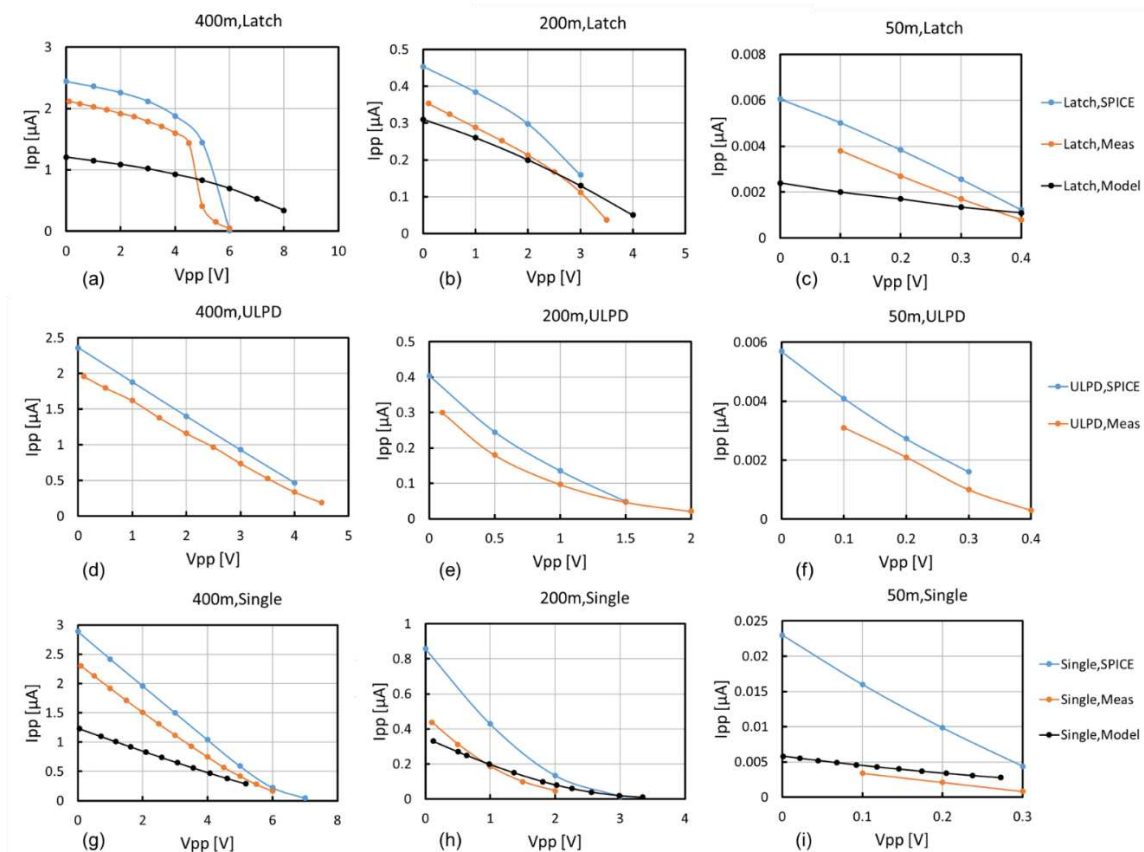 400m,Latch
3
2
1
0
0
2
4
6
8
10
Ipp [µA]
Vpp [V]
(a)
200m,Latch
0.5
0.4
0.3
0.2
0.1
0
0
1
2
3
4
5
Ipp [µA]
Vpp [V]
(b)
50m,Latch
0.008
0.006
0.004
0.002
0
0
0.1
0.2
0.3
0.4
Ipp [µA]
Vpp [V]
(c)
Latch,SPICE
Latch,Meas
Latch,Model
400m,ULPD
2.5
2
1.5
1
0.5
0
0
1
2
3
4
5
Ipp [µA]
Vpp [V]
(d)
200m,ULPD
0.5
0.4
0.3
0.2
0.1
0
0
0.5
1
1.5
2
Ipp [µA]
Vpp [V]
(e)
50m,ULPD
0.006
0.004
0.002
0
0
0.1
0.2
0.3
0.4
Ipp [µA]
Vpp [V]
(f)
ULPD,SPICE
ULPD,Meas
400m,Single
3
2.5
2
1.5
1
0.5
0
0
2
4
6
8
Ipp [µA]
Vpp [V]
(g)
200m,Single
1
0.8
0.6
0.4
0.2
0
0
1
2
3
4
Ipp [µA]
Vpp [V]
(h)
50m,Single
0.025
0.02
0.015
0.01
0.005
0
0
0.1
0.2
0.3
Ipp [µA]
Vpp [V]
(i)
Single,SPICE
Single,Meas
Single,Model